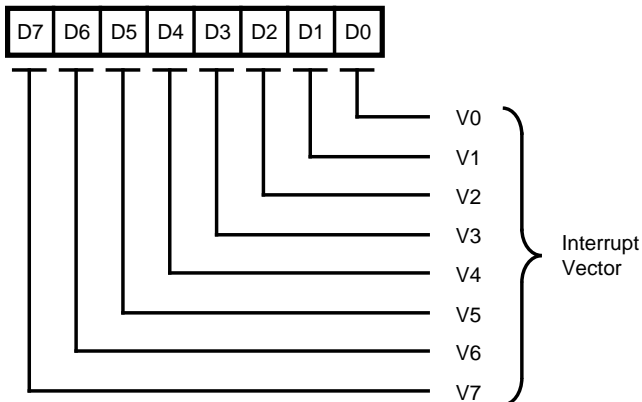 D7 D6 D5 D4 D3 D2 D1 D0
V0
V1
V2
V3
V4
V5
V6
V7
Interrupt
Vector